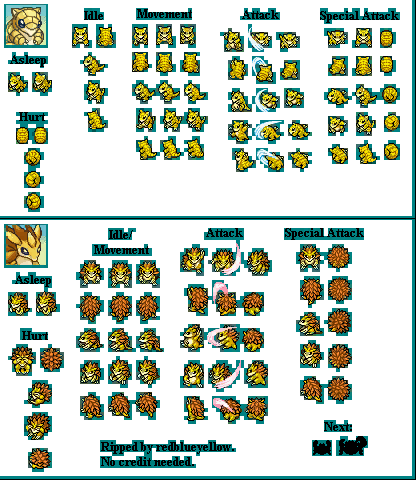 Idle
Movement
Attack
Special Attack
Asleep
Hurt
Idle/
Movement
Attack
Special Attack
Asleep
Hurt
Next:
Ripped by redblueyellow.
No credit needed.